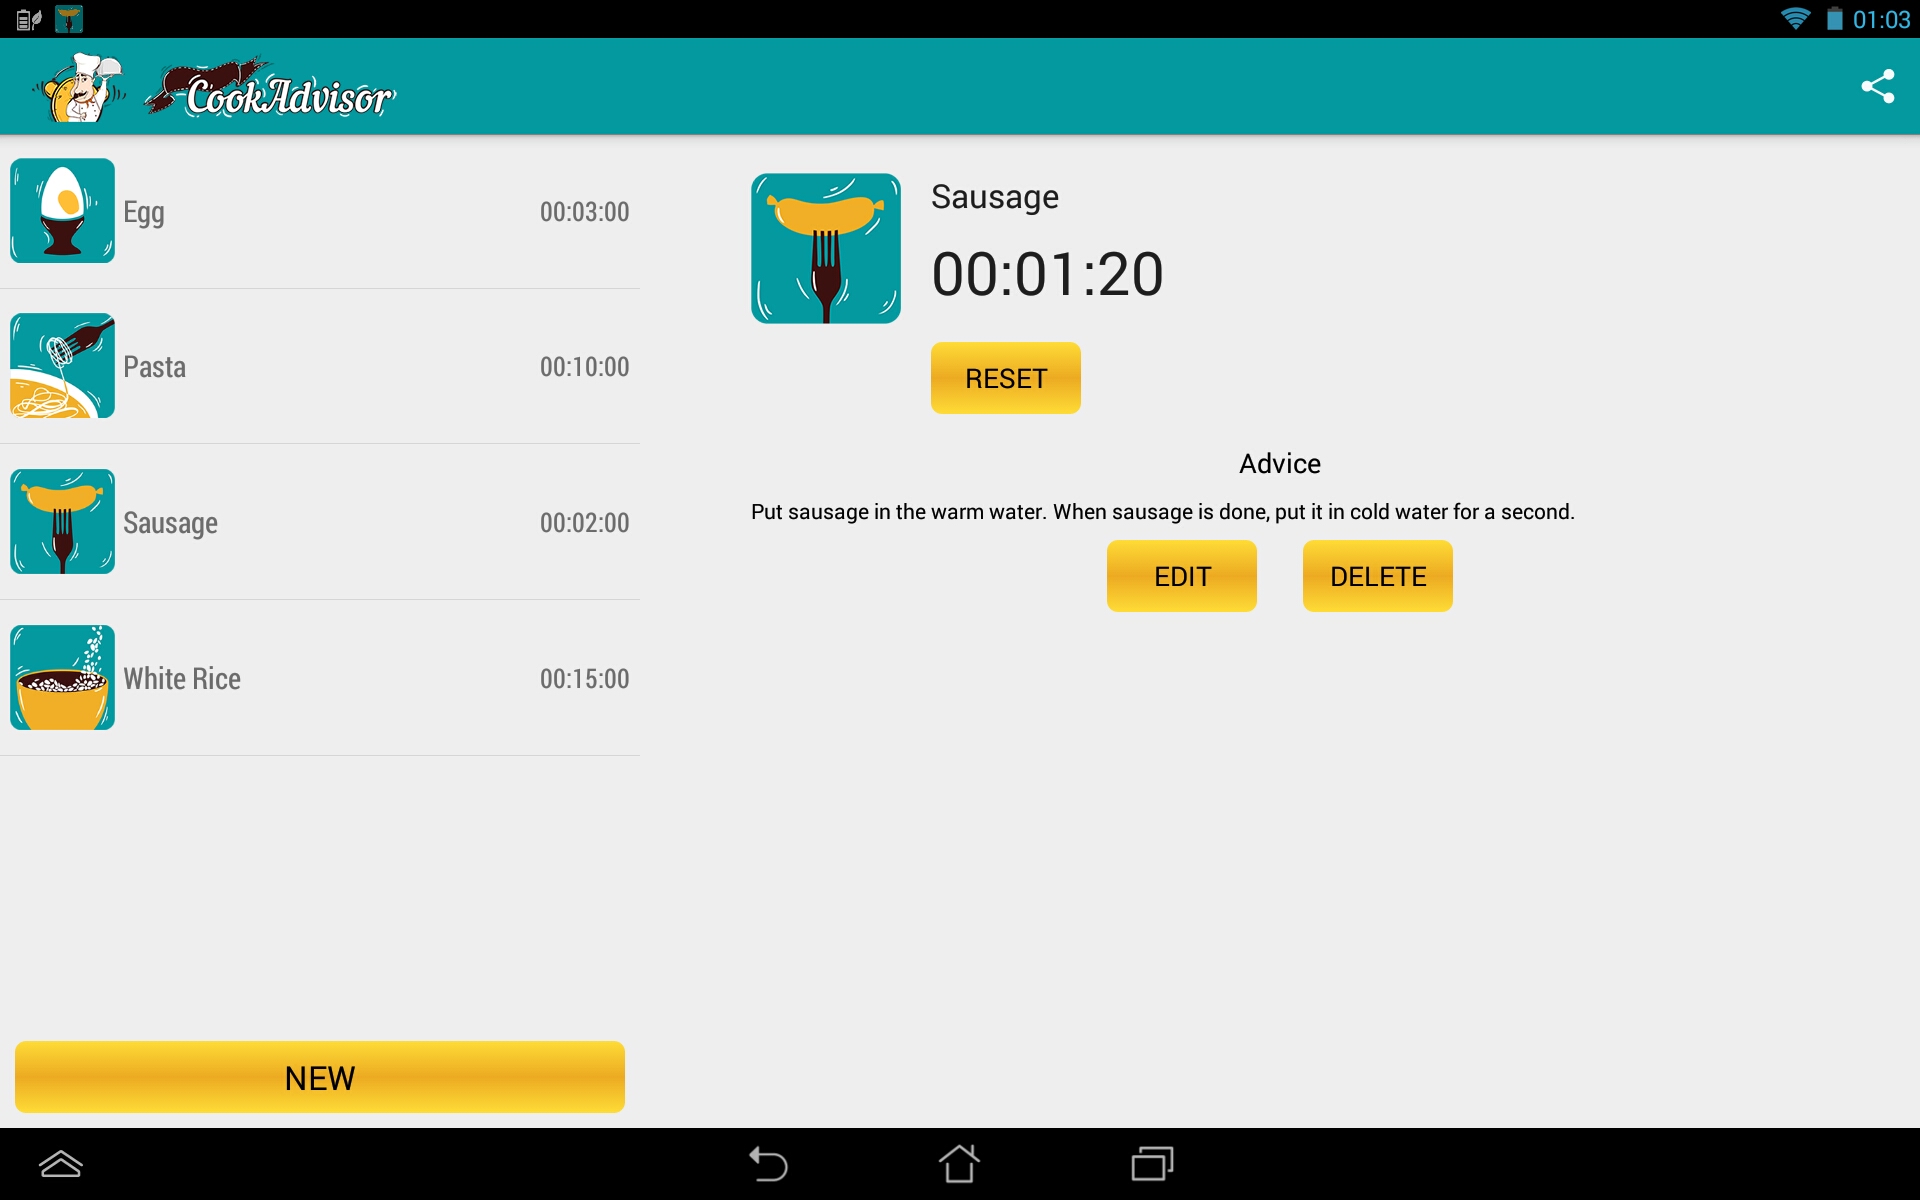 01:03
CookAdvisor
Egg
00:03:00
Pasta
00:10:00
Sausage
00:02:00
White Rice
00:15:00
NEW
Sausage
00:01:20
RESET
Advice
Put sausage in the warm water. When sausage is done, put it in cold water for a second.
EDIT
DELETE